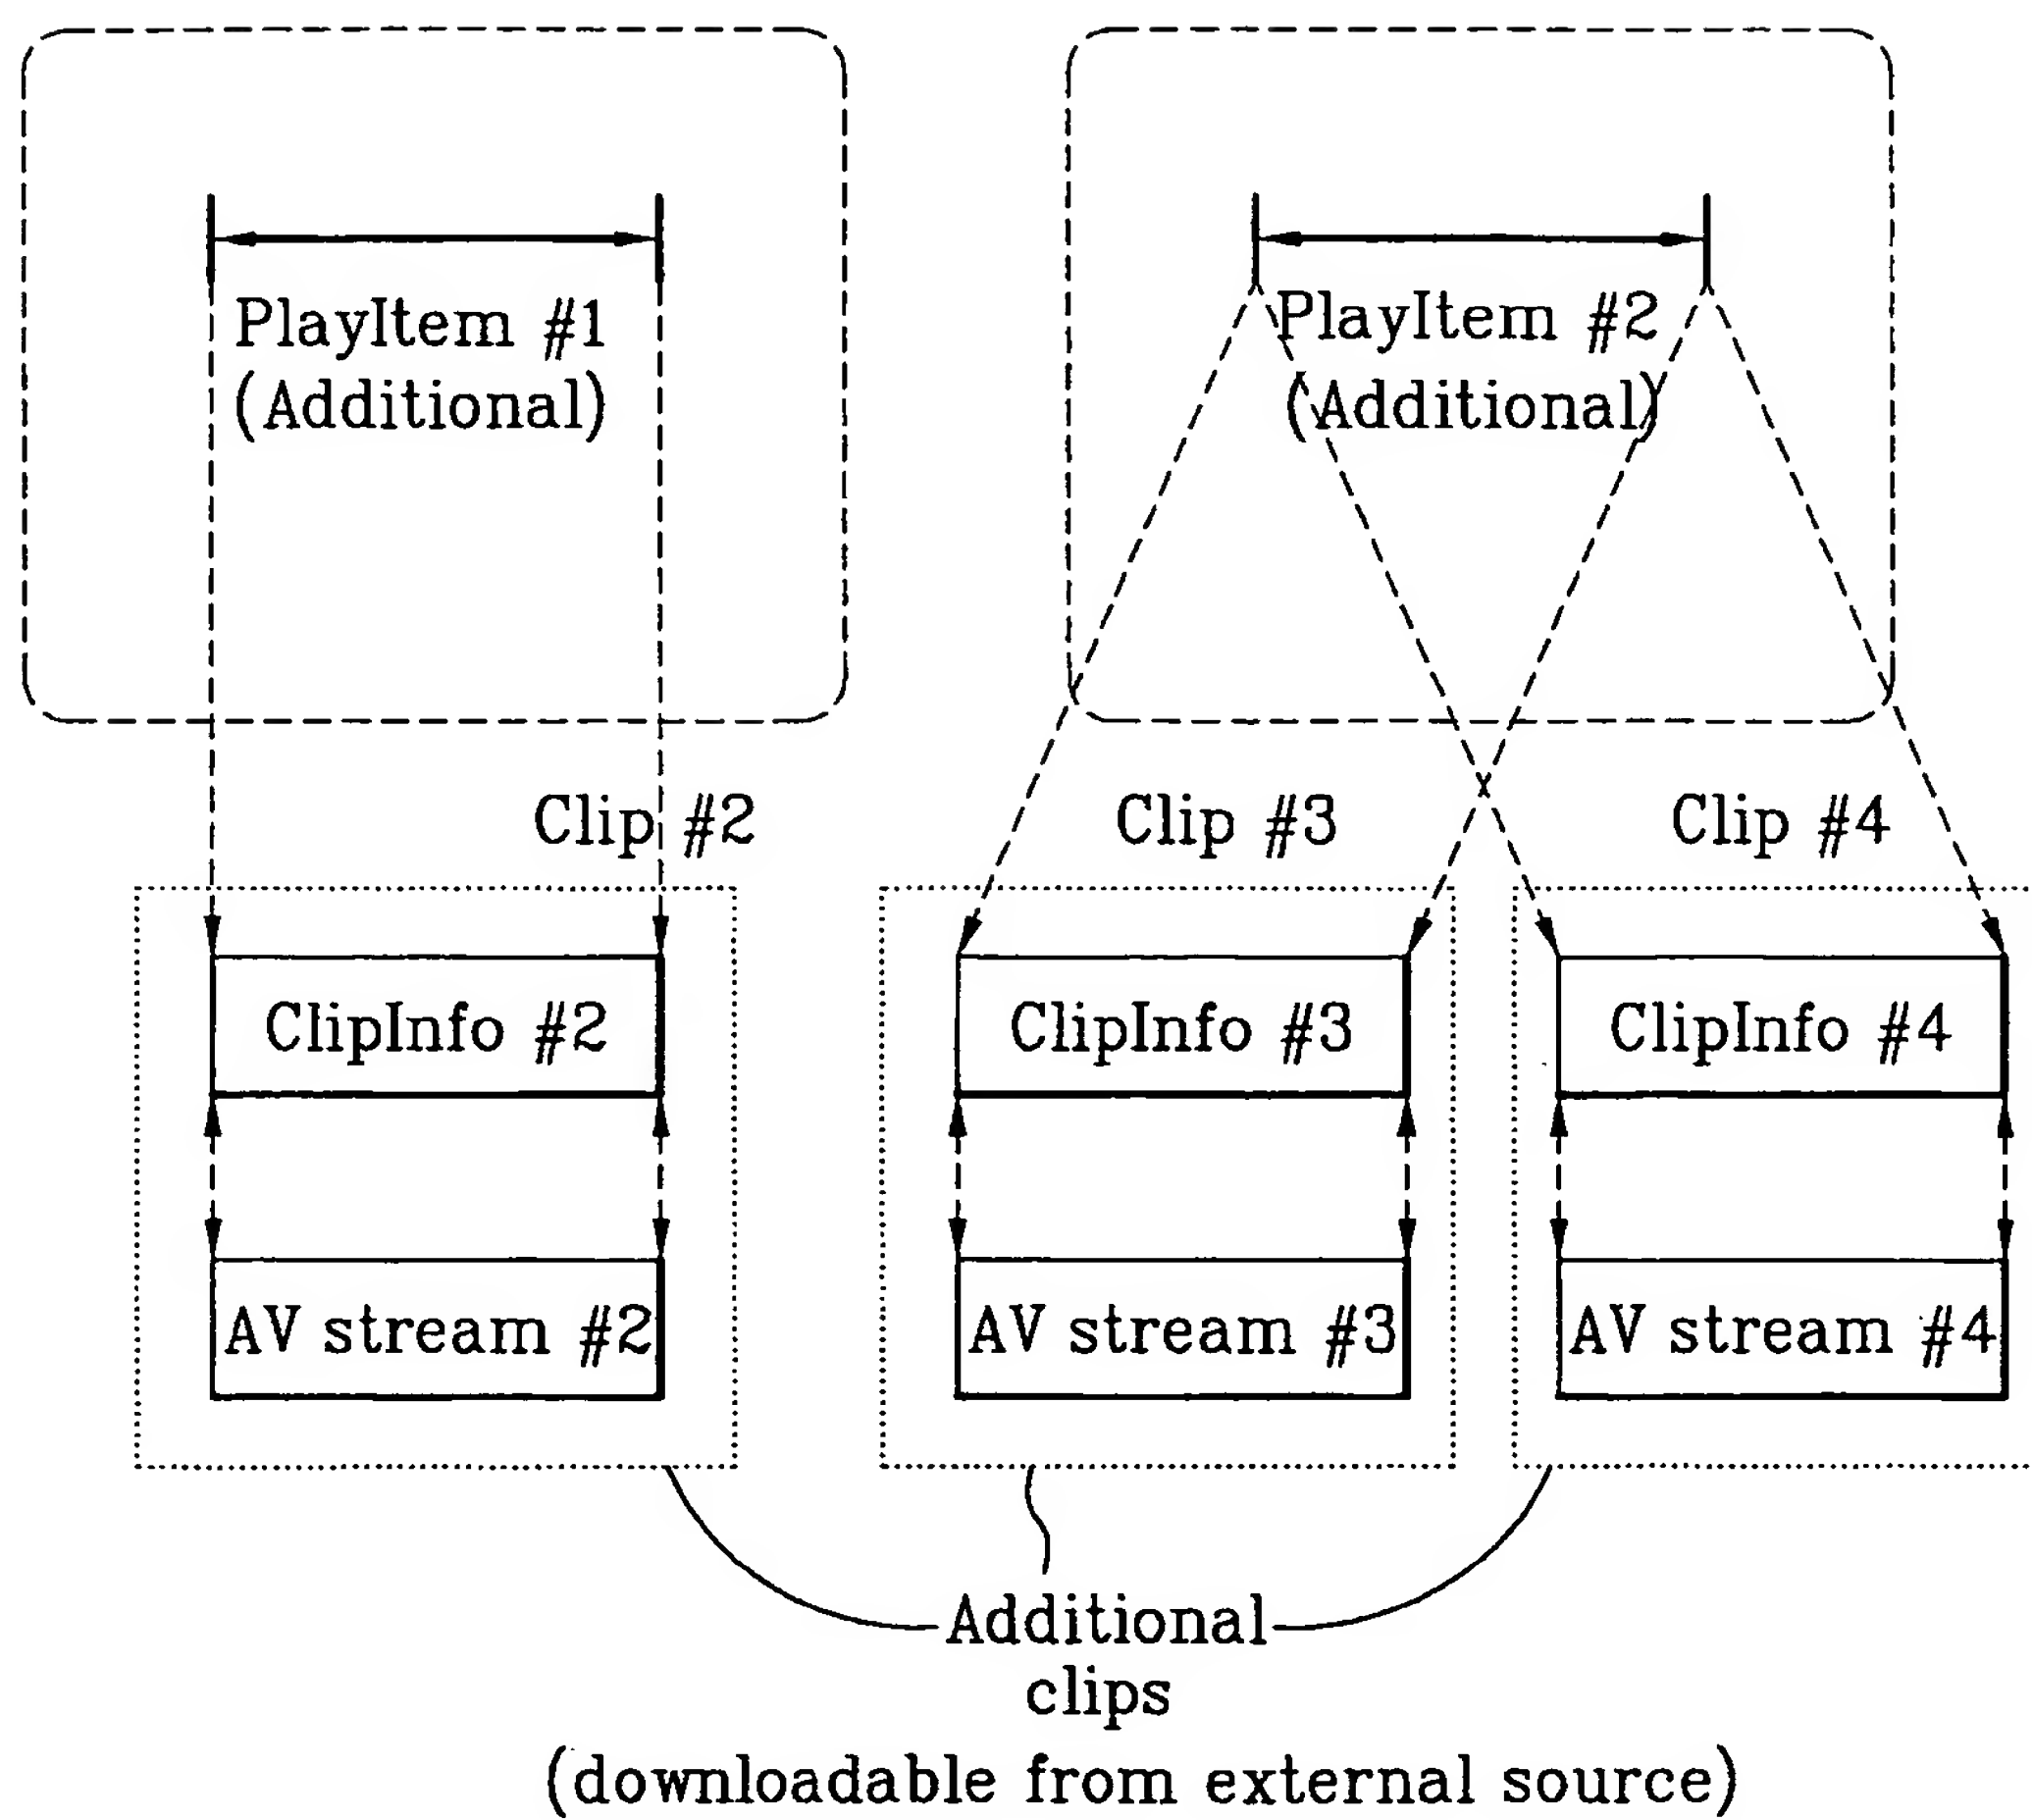 PlayItem #1
(Additional)
PlayItem #2
(Additional)
Clip #2
Clip #3
Clip #4
ClipInfo #2
ClipInfo #3
ClipInfo #4
AV stream #2
AV stream #3
AV stream #4
Additional
clips
(downloadable from external source)